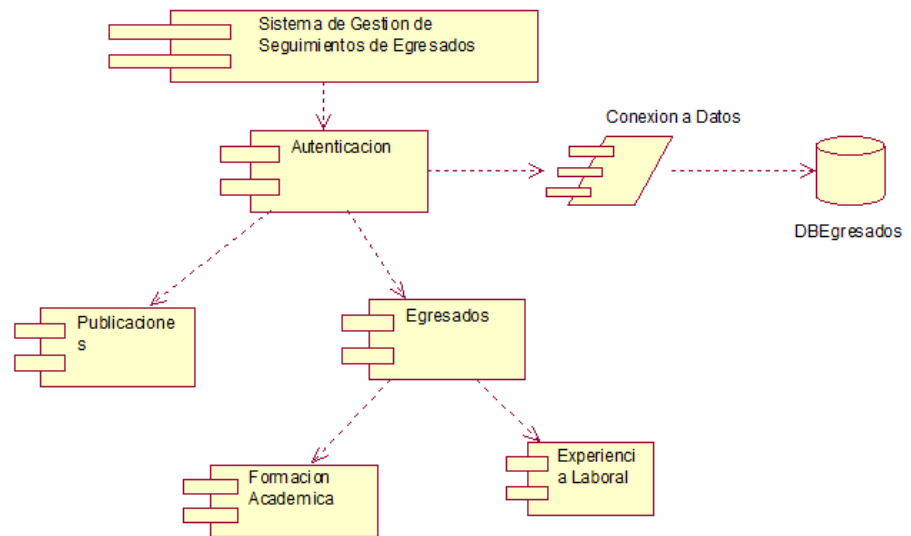 Sistema de Gestion de
Seguimientos de Egresados
Autenticacion
Conexion a Datos
DBEgresados
Publicacione
s
Egresados
Formacion
Academica
Experienci
a Laboral